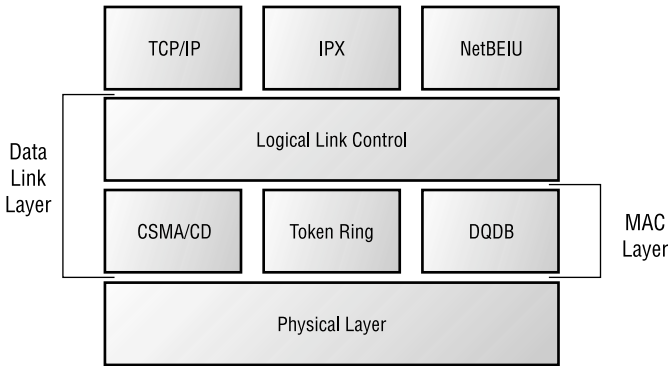 TCP/IP
IPX
NetBEIU
Data
Link
Layer
Logical Link Control
CSMA/CD
Token Ring
DQDB
MAC
Layer
Physical Layer